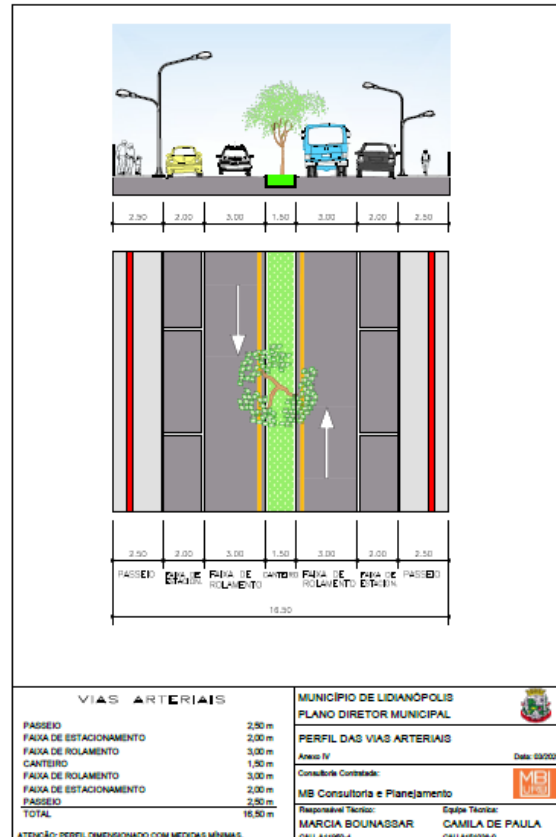 2.50 2.00 3.00 1.50 3.00 2.00 2.50
2.50 2.00 3.00 1.50 3.00 2.00 2.50
PASSEIO FAIXA DE ESTACION. FAIXA DE ROLAMENTO CANTEIRO FAIXA DE ROLAMENTO FAIXA DE ESTACION. PASSEIO
16.50
VIAS ARTERIAIS
PASSEIO 2,50 m
FAIXA DE ESTACIONAMENTO 2,00 m
FAIXA DE ROLAMENTO 3,00 m
CANTEIRO 1,50 m
FAIXA DE ROLAMENTO 3,00 m
FAIXA DE ESTACIONAMENTO 2,00 m
PASSEIO 2,50 m
TOTAL 16,50 m
ATENÇÃO: PERFIL DIMENSIONADO COM MEDIDAS MÍNIMAS.
MUNICÍPIO DE LIDIANÓPOLIS
PLANO DIRETOR MUNICIPAL
PERFIL DAS VIAS ARTERIAIS
Anexo IV Data:
Consultoria Contratada:
MB Consultoria e Planejamento
MB
URB
Responsável Técnico: Equipe Técnica:
MARCIA BOUNASSAR CAMILA DE PAULA